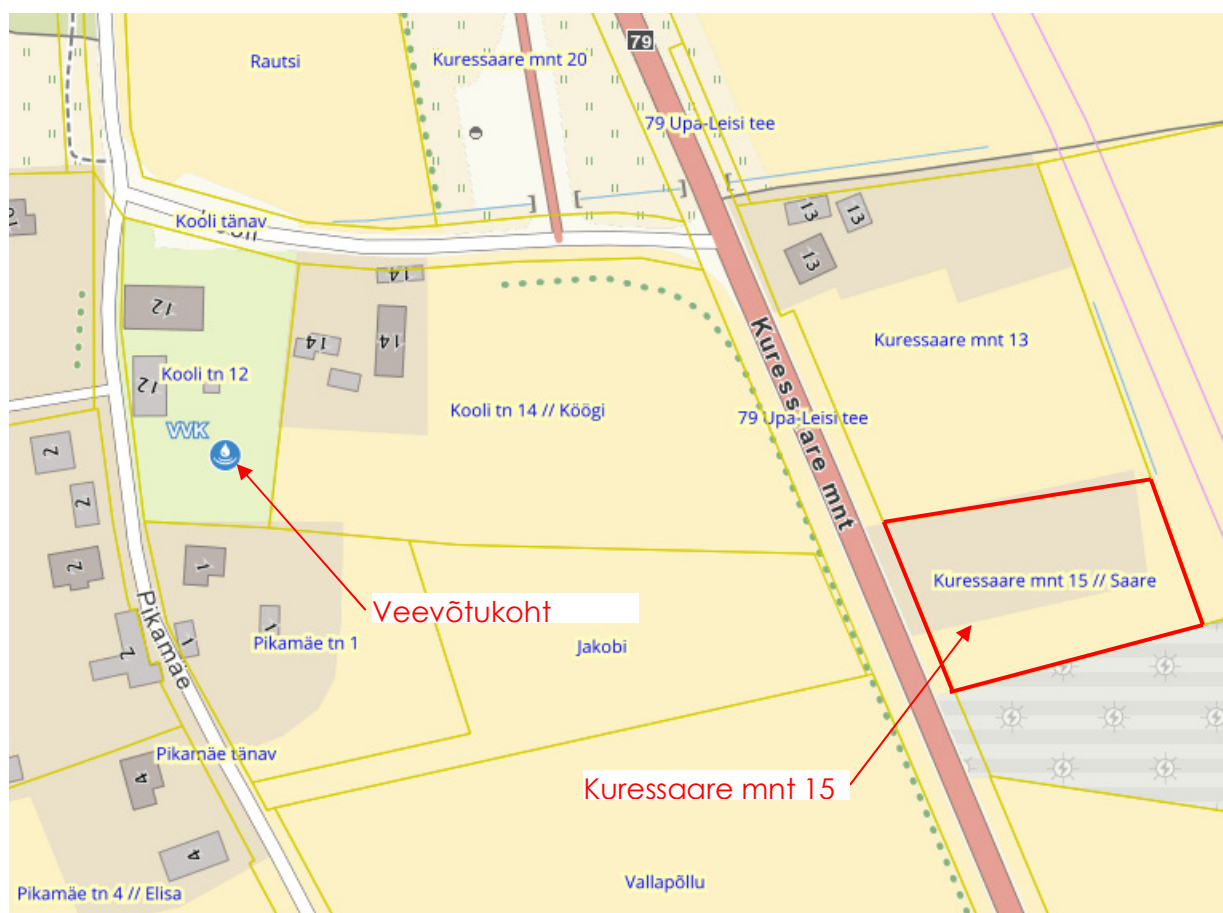 79
Rautsi
Kuressaare mnt 20
79 Upa-Leisi tee
Kooli tänav
13
13
13
14
12
14
14
Kuressaare mnt 13
Kooli tn 12
12
Kooli tn 14 // Köögi
79 Upa-Leisi tee
Kuressaare mnt
VVK
2
2
2
1
Kuressaare mnt 15 // Saare
Veevõtukoht
Pikamäe
1
1
2
Pikamäe tn 1
Jakobi
Pikamäe tänav
4
Kuressaare mnt 15
4
Vallapõllu
Pikamäe tn 4 // Elisa